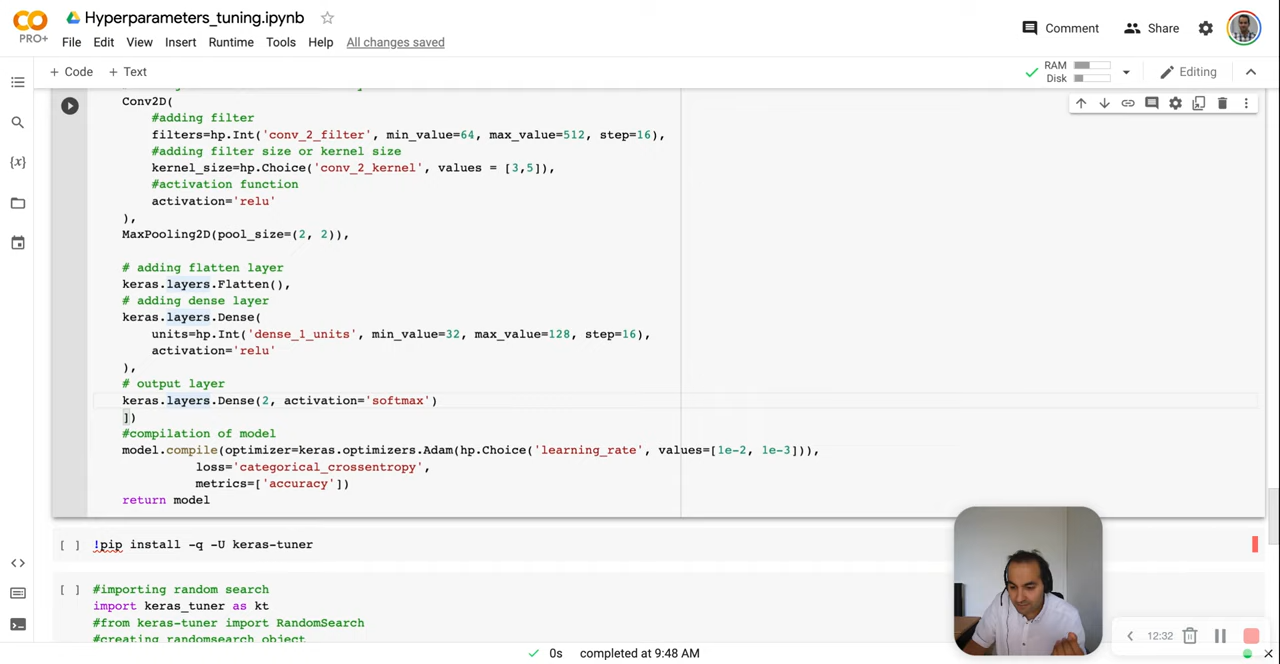 PRO+
Hyperparameters_tuning.ipynb
File Edit View Insert Runtime Tools Help All changes saved
Comment
Share
+ Code + Text
RAM
Disk
Editing
{x}
Conv2D(
#adding filter
filters=hp.Int('conv_2_filter', min_value=64, max_value=512, step=16),
#adding filter size or kernel size
kernel_size=hp.Choice('conv_2_kernel', values = [3,5]),
#activation function
activation='relu'
),
MaxPooling2D(pool_size=(2, 2)),
# adding flatten layer
keras.layers.Flatten(),
# adding dense layer
keras.layers.Dense(
units=hp.Int('dense_1_units', min_value=32, max_value=128, step=16),
activation='relu'
),
# output layer
keras.layers.Dense(2, activation='softmax')
])
#compilation of model
model.compile(optimizer=keras.optimizers.Adam(hp.Choice('learning_rate', values=[1e-2, 1e-3])),
loss='categorical_crossentropy',
metrics=['accuracy'])
return model
[ ] !pip install -q -U keras-tuner
[ ] #importing random search
import keras_tuner as kt
#from keras-tuner import RandomSearch
#creating randomsearch object
12:32
0s completed at 9:48 AM